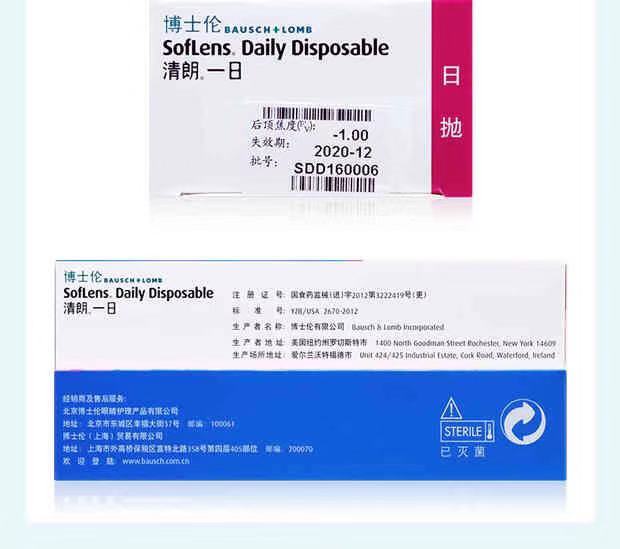 博士伦 BAUSCH+LOMB
SofLens® Daily Disposable
清朗®一日
日抛
后顶焦度(F'v): -1.00
失效期: 2020-12
批号: SDD160006
博士伦 BAUSCH+LOMB
SofLens® Daily Disposable
清朗®一日
注册证号: 国食药监械(进)字2012第3222419号(更)
标准号: YZB/USA 2670-2012
生产者名称: 博士伦有限公司 Bausch & Lomb Incorporated
生产者地址: 美国纽约州罗切斯特市 1400 North Goodman Street Rochester, New York 14609
生产场所地址: 爱尔兰沃特福德市 Unit 424/425 Industrial Estate, Cork Road, Waterford, Ireland
经销商及售后服务:
北京博士伦眼睛护理产品有限公司
地址: 北京市东城区幸福大街37号 邮编: 100061
博士伦(上海)贸易有限公司
地址: 上海市外高桥保税区富特北路358号第四层405部位 邮编: 200070
欢迎登陆: www.bausch.com.cn
STERILE
已灭菌